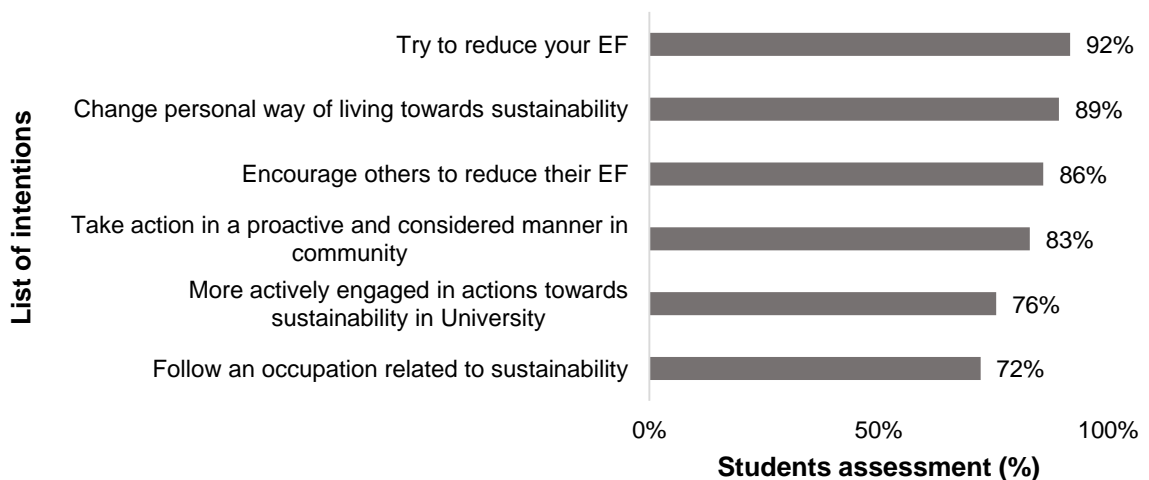 List of intentions
Try to reduce your EF
92%
Change personal way of living towards sustainability
89%
Encourage others to reduce their EF
86%
Take action in a proactive and considered manner in
community
83%
More actively engaged in actions towards
sustainability in University
76%
Follow an occupation related to sustainability
72%
0%
50%
100%
Students assessment (%)